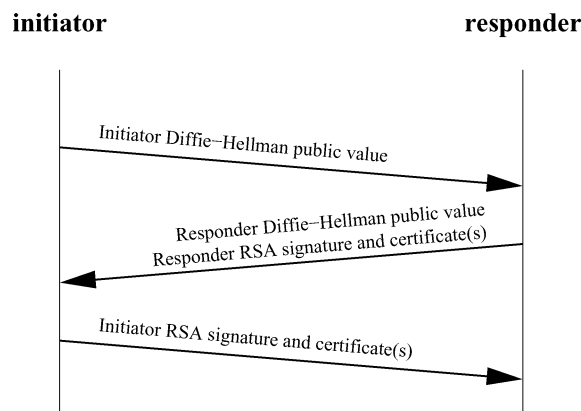 initiator
responder
Initiator Diffie−Hellman public value
Responder Diffie−Hellman public value
Responder RSA signature and certificate(s)
Initiator RSA signature and certificate(s)